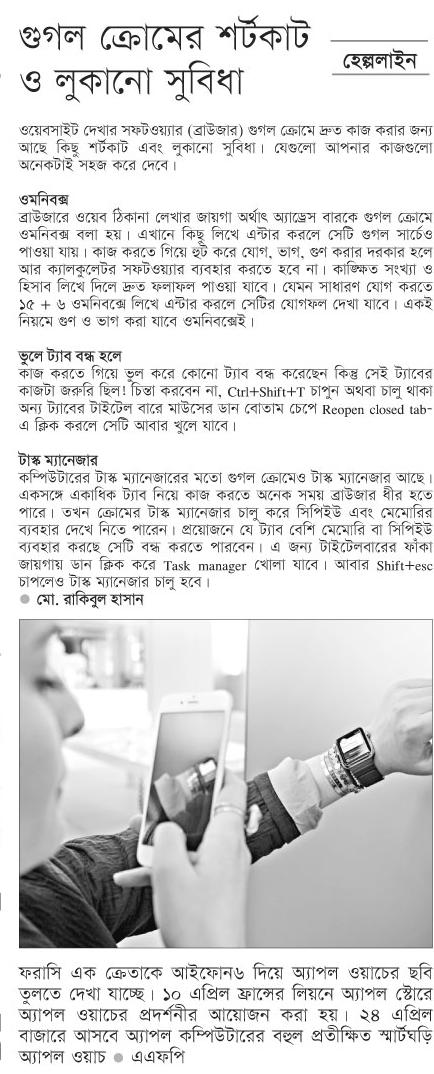 গুগল ক্রোমের শর্টকাট
ও লুকানো সুবিধা
হেল্পলাইন
ওয়েবসাইট দেখার সফটওয়্যার (ব্রাউজার) গুগল ক্রোমে দ্রুত কাজ করার জন্য
আছে কিছু শর্টকাট এবং লুকানো সুবিধা। যেগুলো আপনার কাজগুলো
অনেকটাই সহজ করে দেবে।
ওমনিবক্স
ব্রাউজারে ওয়েব ঠিকানা লেখার জায়গা অর্থাৎ অ্যাড্রেস বারকে গুগল ক্রোমে
ওমনিবক্স বলা হয়। এখানে কিছু লিখে এন্টার করলে সেটি গুগল সার্চেও
পাওয়া যায়। কাজ করতে গিয়ে হুট করে যোগ, ভাগ, গুণ করার দরকার হলে
আর ক্যালকুলেটর সফটওয়্যার ব্যবহার করতে হবে না। কাঙ্ক্ষিত সংখ্যা ও
হিসাব লিখে দিলে দ্রুত ফলাফল পাওয়া যাবে। যেমন সাধারণ যোগ করতে
১৫ + ৬ ওমনিবক্সে লিখে এন্টার করলে সেটির যোগফল দেখা যাবে। একই
নিয়মে গুণ ও ভাগ করা যাবে ওমনিবক্সেই।
ভুলে ট্যাব বন্ধ হলে
কাজ করতে গিয়ে ভুল করে কোনো ট্যাব বন্ধ করেছেন কিন্তু সেই ট্যাবের
কাজটা জরুরি ছিল! চিন্তা করবেন না, Ctrl+Shift+T চাপুন অথবা চালু থাকা
অন্য ট্যাবের টাইটেল বারে মাউসের ডান বোতাম চেপে Reopen closed tab-
এ ক্লিক করলে সেটি আবার খুলে যাবে।
টাস্ক ম্যানেজার
কম্পিউটারের টাস্ক ম্যানেজারের মতো গুগল ক্রোমেও টাস্ক ম্যানেজার আছে।
একসঙ্গে একাধিক ট্যাব নিয়ে কাজ করতে অনেক সময় ব্রাউজার ধীর হতে
পারে। তখন ক্রোমের টাস্ক ম্যানেজার চালু করে সিপিইউ এবং মেমোরির
ব্যবহার দেখে নিতে পারেন। প্রয়োজনে যে ট্যাব বেশি মেমোরি বা সিপিইউ
ব্যবহার করছে সেটি বন্ধ করতে পারবেন। এ জন্য টাইটেলবারের ফাঁকা
জায়গায় ডান ক্লিক করে Task manager খোলা যাবে। আবার Shift+esc
চাপলেও টাস্ক ম্যানেজার চালু হবে।
● মো. রাকিবুল হাসান
ফরাসি এক ক্রেতাকে আইফোন৬ দিয়ে অ্যাপল ওয়াচের ছবি
তুলতে দেখা যাচ্ছে। ১০ এপ্রিল ফ্রান্সের লিয়নে অ্যাপল স্টোরে
অ্যাপল ওয়াচের প্রদর্শনীর আয়োজন করা হয়। ২৪ এপ্রিল
বাজারে আসবে অ্যাপল কম্পিউটারের বহুল প্রতীক্ষিত স্মার্টঘড়ি
অ্যাপল ওয়াচ ● এএফপি